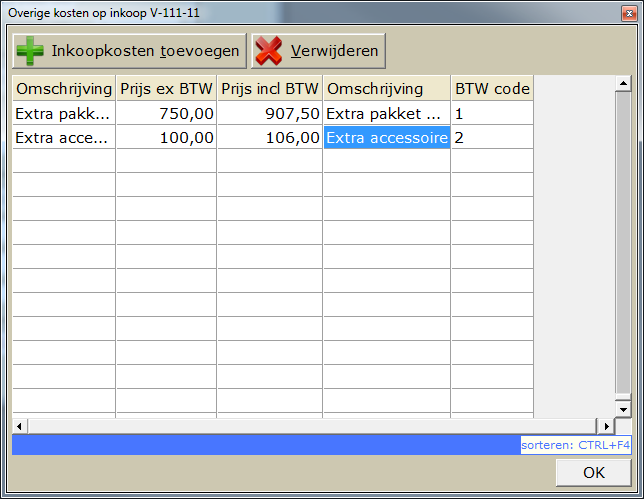 Overige kosten op inkoop V-111-11
Inkoopkosten toevoegen Verwijderen
Omschrijving Prijs ex BTW Prijs incl BTW Omschrijving BTW code
Extra pakk... 750,00 907,50 Extra pakket ... 1
Extra acce... 100,00 106,00 Extra accessoire 2
sorteren: CTRL+F4
OK